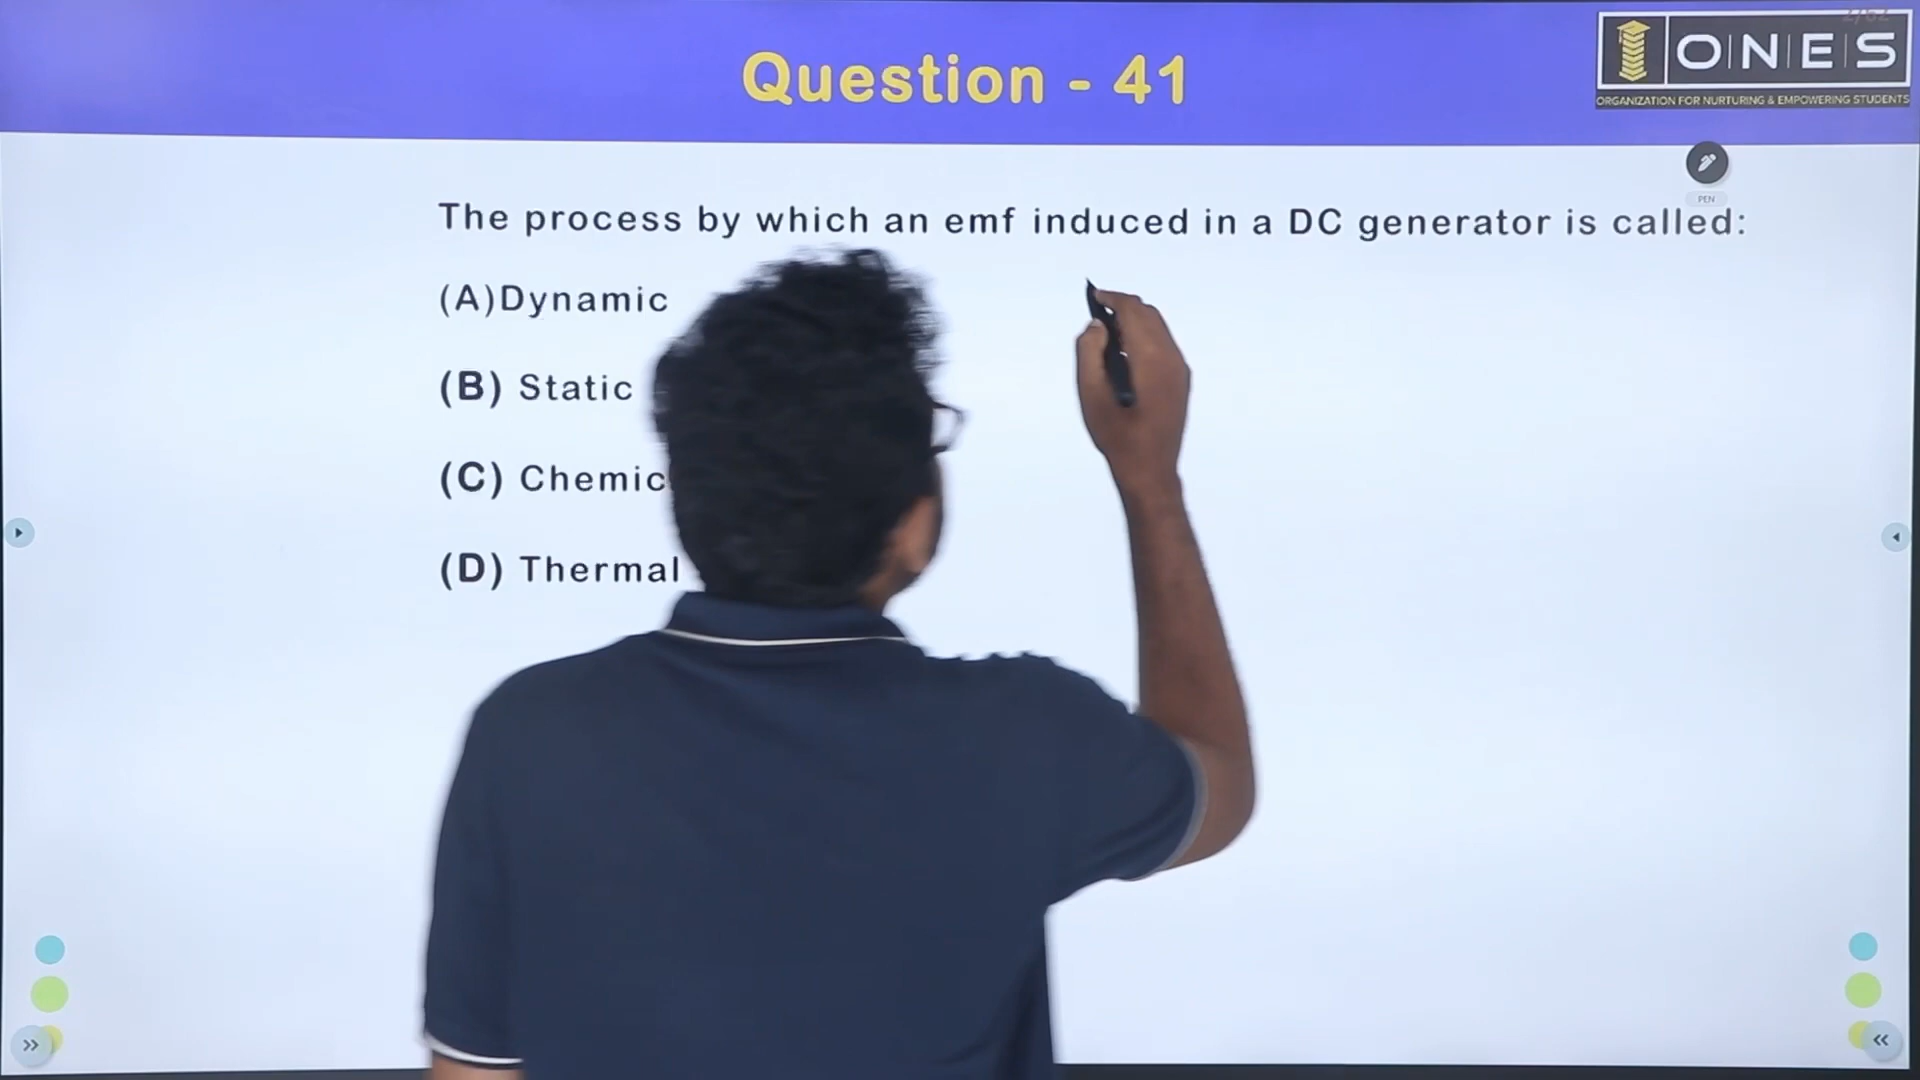 Question - 41
O|N|E|S
ORGANIZATION FOR NURTURING & EMPOWERING STUDENTS
PEN
The process by which an emf induced in a DC generator is called:
(A)Dynamic
(B) Static
(C) Chemic
(D) Thermal